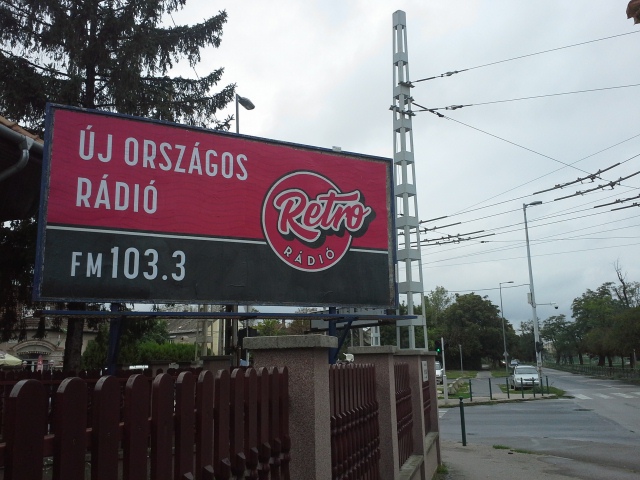 ÚJ ORSZÁGOS
RÁDIÓ
FM 103.3
Retro
RÁDIÓ